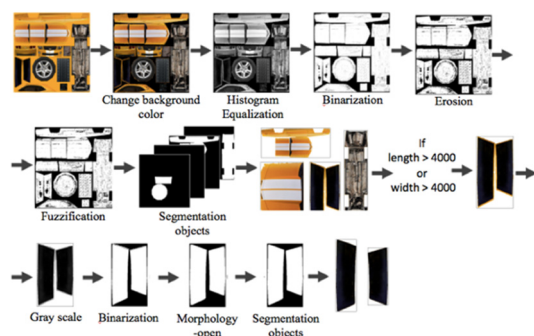 Change background
color
Histogram
Equalization
Binarization
Erosion
Fuzzification
Segmentation
objects
If
length > 4000
or
width > 4000
Gray scale
Binarization
Morphology
-open
Segmentation
objects